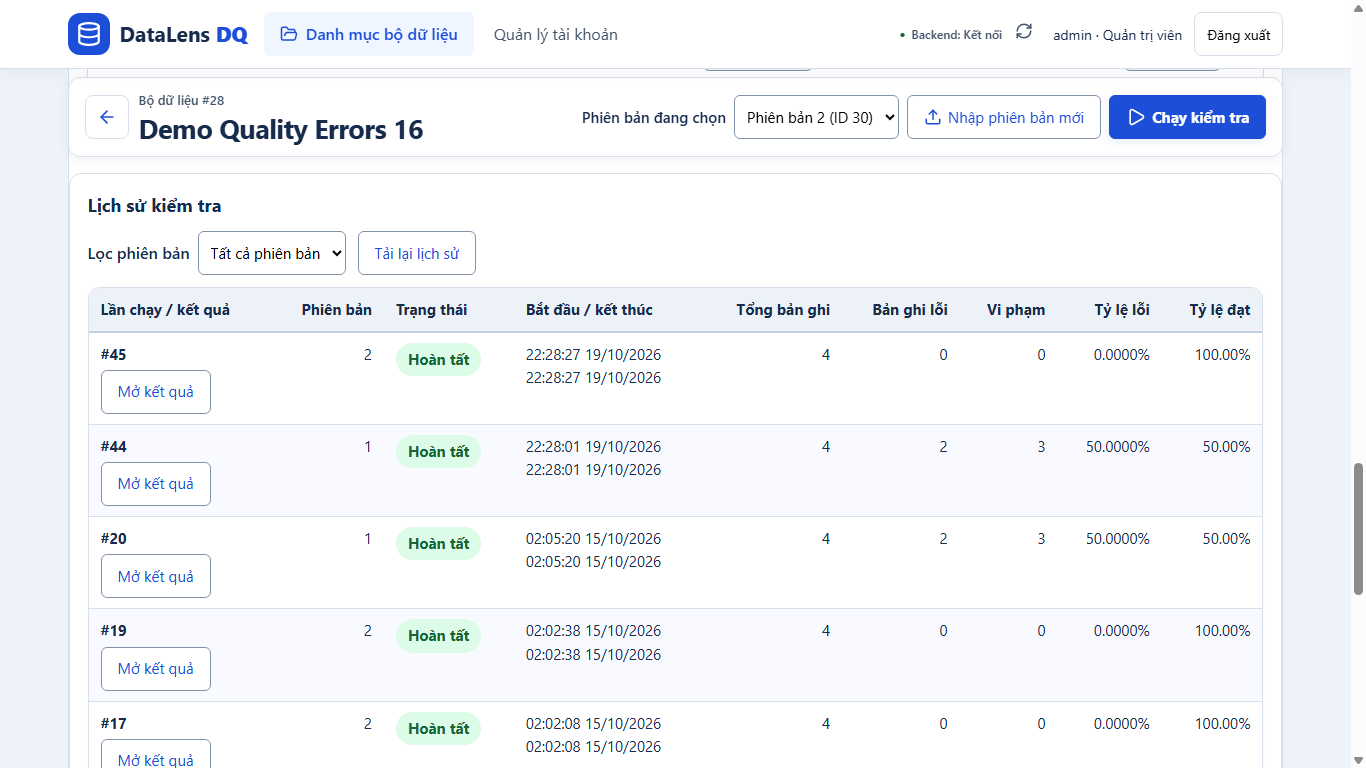 DataLens DQ
Danh mục bộ dữ liệu
Quản lý tài khoản
Backend: Kết nối
admin · Quản trị viên
Đăng xuất
Bộ dữ liệu #28
Demo Quality Errors 16
Phiên bản đang chọn
Phiên bản 2 (ID 30)
Nhập phiên bản mới
Chạy kiểm tra
Lịch sử kiểm tra
Lọc phiên bản
Tất cả phiên bản
Tải lại lịch sử
Lần chạy / kết quả Phiên bản Trạng thái Bắt đầu / kết thúc Tổng bản ghi Bản ghi lỗi Vi phạm Tỷ lệ lỗi Tỷ lệ đạt
#45 2 Hoàn tất 22:28:27 19/10/2026 4 0 0 0.0000% 100.00%
22:28:27 19/10/2026
Mở kết quả
#44 1 Hoàn tất 22:28:01 19/10/2026 4 2 3 50.0000% 50.00%
22:28:01 19/10/2026
Mở kết quả
#20 1 Hoàn tất 02:05:20 15/10/2026 4 2 3 50.0000% 50.00%
02:05:20 15/10/2026
Mở kết quả
#19 2 Hoàn tất 02:02:38 15/10/2026 4 0 0 0.0000% 100.00%
02:02:38 15/10/2026
Mở kết quả
#17 2 Hoàn tất 02:02:08 15/10/2026 4 0 0 0.0000% 100.00%
02:02:08 15/10/2026
Mở kết quả